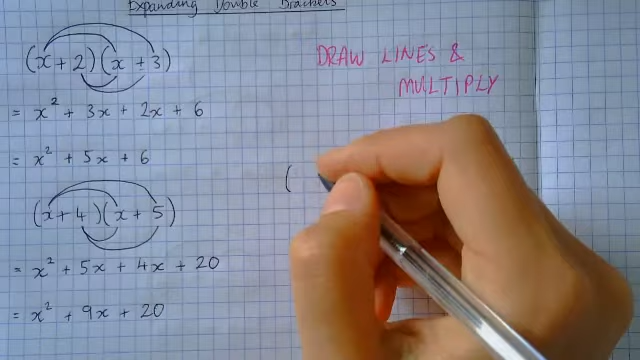 Expanding Double Brackets
(x + 2)(x + 3)
= x² + 3x + 2x + 6
= x² + 5x + 6
(x + 4)(x + 5)
= x² + 5x + 4x + 20
= x² + 9x + 20
DRAW LINES &
MULTIPLY
(